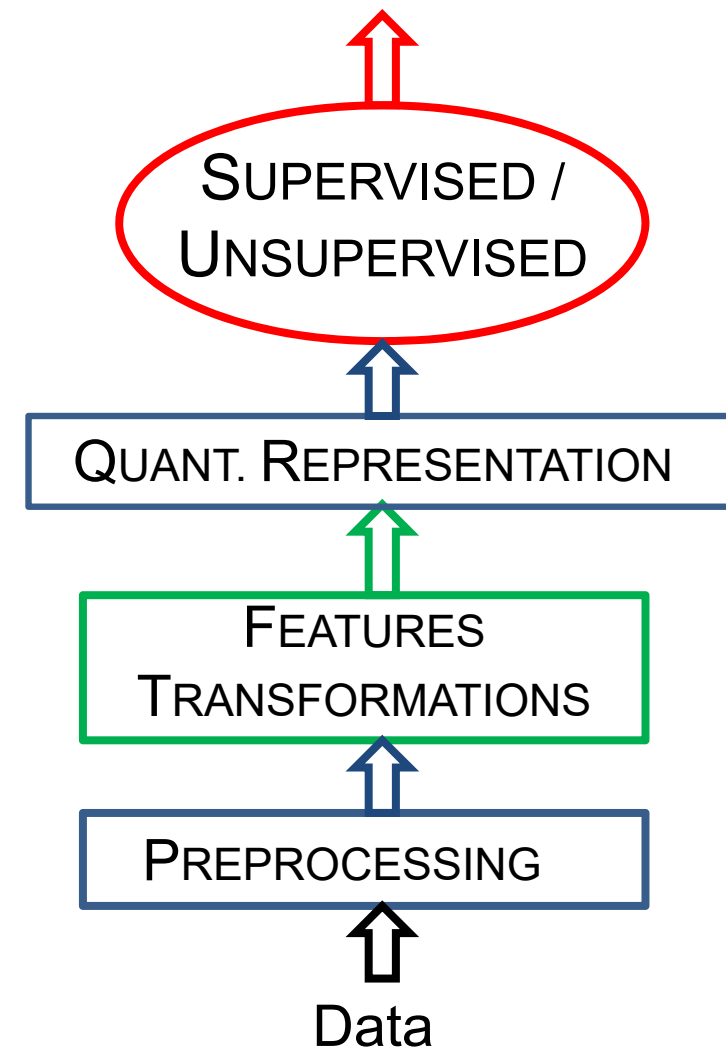 SUPERVISED /
UNSUPERVISED
QUANT. REPRESENTATION
FEATURES
TRANSFORMATIONS
PREPROCESSING
Data